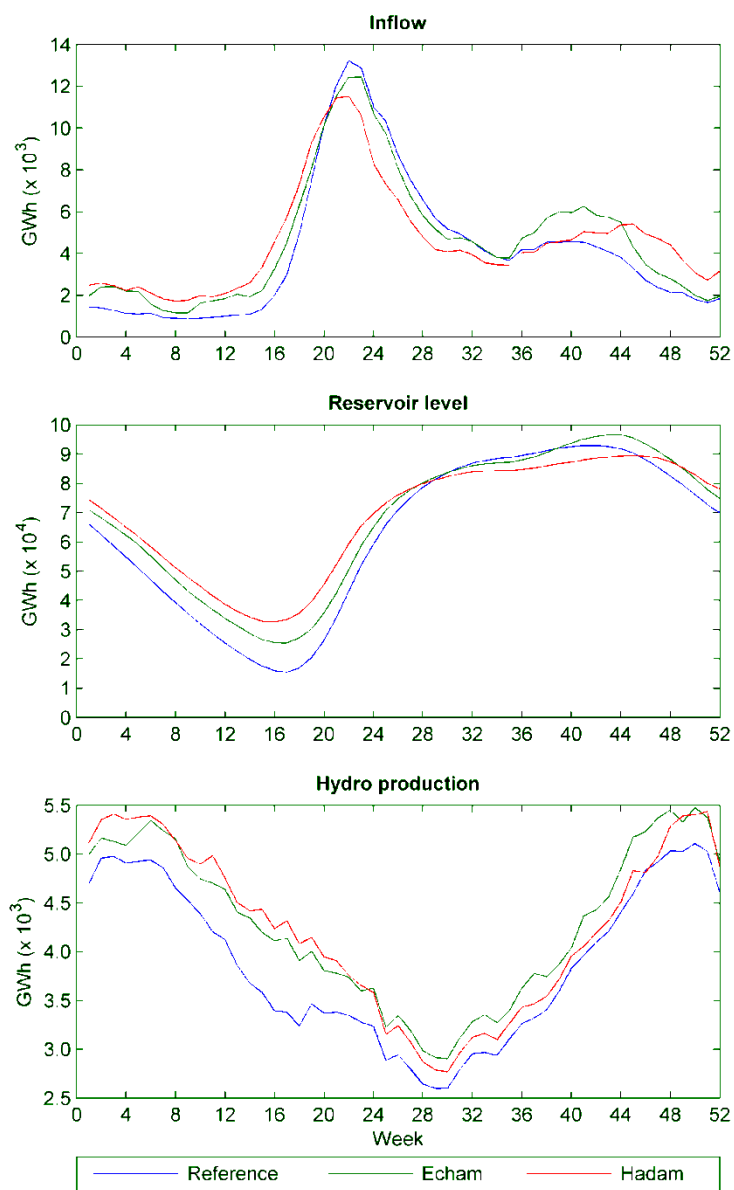 Inflow
14
12
10
8
6
4
2
0
GWh (x 10³)
0 4 8 12 16 20 24 28 32 36 40 44 48 52
Reservoir level
10
9
8
7
6
5
4
3
2
1
0
GWh (x 10⁴)
0 4 8 12 16 20 24 28 32 36 40 44 48 52
Hydro production
5.5
5.0
4.5
4.0
3.5
3.0
2.5
GWh (x 10³)
0 4 8 12 16 20 24 28 32 36 40 44 48 52
Week
Reference Echam Hadam